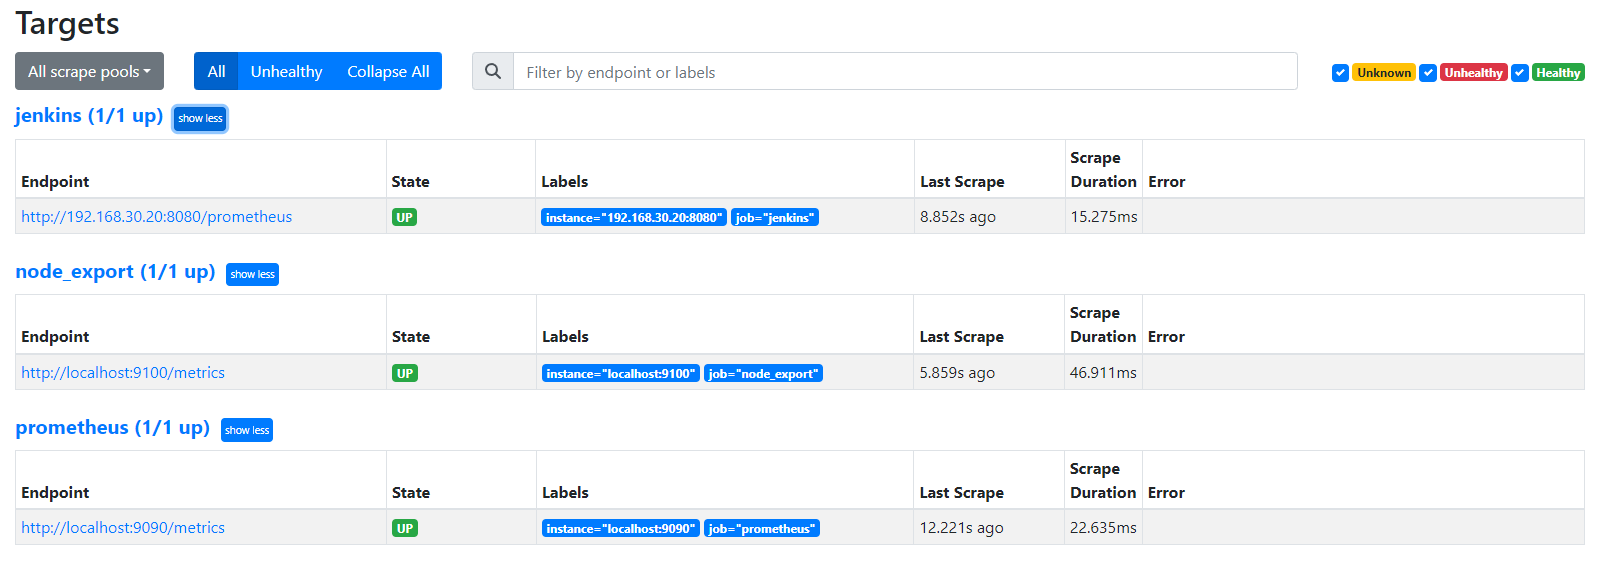 Targets
All scrape pools All Unhealthy Collapse All Filter by endpoint or labels Unknown Unhealthy Healthy
jenkins (1/1 up) show less
Endpoint State Labels Last Scrape Scrape Duration Error
http://192.168.30.20:8080/prometheus UP instance="192.168.30.20:8080" job="jenkins" 8.852s ago 15.275ms
node_export (1/1 up) show less
Endpoint State Labels Last Scrape Scrape Duration Error
http://localhost:9100/metrics UP instance="localhost:9100" job="node_export" 5.859s ago 46.911ms
prometheus (1/1 up) show less
Endpoint State Labels Last Scrape Scrape Duration Error
http://localhost:9090/metrics UP instance="localhost:9090" job="prometheus" 12.221s ago 22.635ms